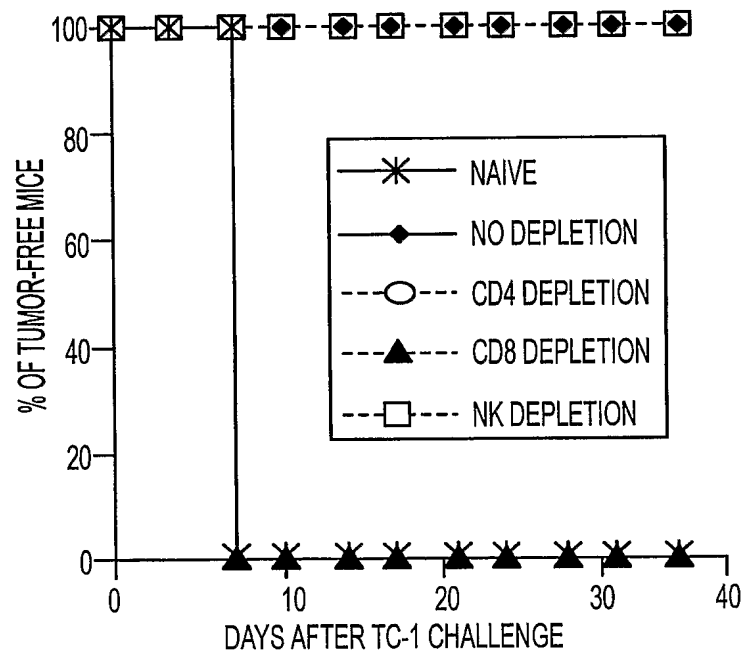 % OF TUMOR-FREE MICE
100
80
60
40
20
0
NAIVE
NO DEPLETION
CD4 DEPLETION
CD8 DEPLETION
NK DEPLETION
0 10 20 30 40
DAYS AFTER TC-1 CHALLENGE